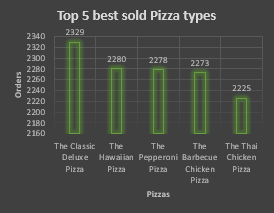 Top 5 best sold Pizza types
2340
2320
2300
2280
2260
2240
2220
2200
2180
2160
Orders
2329
2280
2278
2273
2225
The Classic
Deluxe
Pizza
The
Hawaiian
Pizza
The
Pepperoni
Pizza
The
Barbecue
Chicken
Pizza
The Thai
Chicken
Pizza
Pizzas